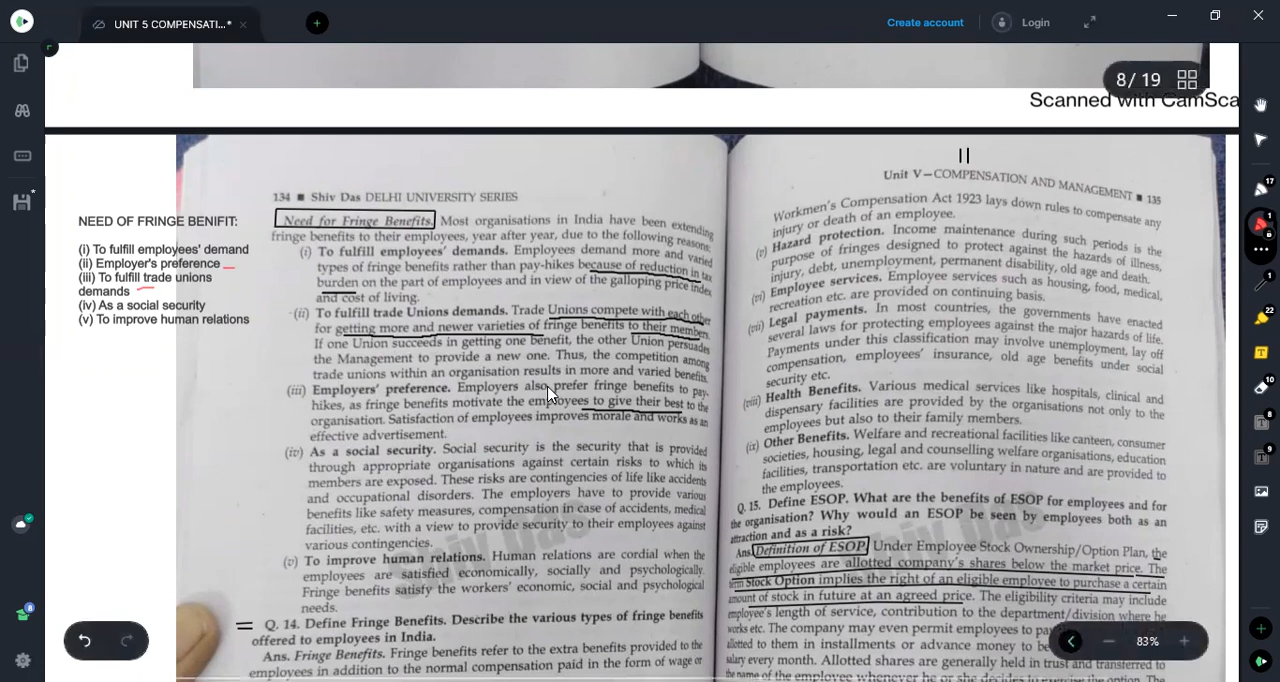 UNIT 5 COMPENSATI...*
Create account
Login
8/ 19
Scanned with CamSca
NEED OF FRINGE BENIFIT:
(i) To fulfill employees' demand
(ii) Employer's preference
(iii) To fulfill trade unions
demands
(iv) As a social security
(v) To improve human relations
134 ■ Shiv Das DELHI UNIVERSITY SERIES
Need for Fringe Benefits. Most organisations in India have been extending
fringe benefits to their employees, year after year, due to the following reasons:
(i) To fulfill employees' demands. Employees demand more and varied
types of fringe benefits rather than pay-hikes because of reduction in tax
burden on the part of employees and in view of the galloping price index
and cost of living.
(ii) To fulfill trade Unions demands. Trade Unions compete with each other
for getting more and newer varieties of fringe benefits to their members.
If one Union succeeds in getting one benefit, the other Union persuades
the Management to provide a new one. Thus, the competition among
trade unions within an organisation results in more and varied benefits.
(iii) Employers' preference. Employers also prefer fringe benefits to pay-
hikes, as fringe benefits motivate the employees to give their best to the
organisation. Satisfaction of employees improves morale and works as an
effective advertisement.
(iv) As a social security. Social security is the security that is provided
through appropriate organisations against certain risks to which its
members are exposed. These risks are contingencies of life like accidents
and occupational disorders. The employers have to provide various
benefits like safety measures, compensation in case of accidents, medical
facilities, etc. with a view to provide security to their employees against
various contingencies.
(v) To improve human relations. Human relations are cordial when the
employees are satisfied economically, socially and psychologically.
Fringe benefits satisfy the workers' economic, social and psychological
needs.
Q. 14. Define Fringe Benefits. Describe the various types of fringe benefits
offered to employees in India.
Ans. Fringe Benefits. Fringe benefits refer to the extra benefits provided to the
employees in addition to the normal compensation paid in the form of wage or
Shiv Das
11
Unit V—COMPENSATION AND MANAGEMENT ■ 135
Workmen's Compensation Act 1923 lays down rules to compensate any
injury or death of an employee.
(v) Hazard protection. Income maintenance during such periods is the
purpose of fringes designed to protect against the hazards of illness,
injury, debt, unemployment, permanent disability, old age and death.
(vi) Employee services. Employee services such as housing, food, medical,
recreation etc. are provided on continuing basis.
(vii) Legal payments. In most countries, the governments have enacted
several laws for protecting employees against the major hazards of life.
Payments under this classification may involve unemployment, lay off
compensation, employees' insurance, old age benefits under social
security etc.
(viii) Health Benefits. Various medical services like hospitals, clinical and
dispensary facilities are provided by the organisations not only to the
employees but also to their family members.
(ix) Other Benefits. Welfare and recreational facilities like canteen, consumer
societies, housing, legal and counselling welfare organisations, education
facilities, transportation etc. are voluntary in nature and are provided to
the employees.
Q. 15. Define ESOP. What are the benefits of ESOP for employees and for
the organisation? Why would an ESOP be seen by employees both as an
attraction and as a risk?
Ans. Definition of ESOP. Under Employee Stock Ownership/Option Plan, the
eligible employees are allotted company's shares below the market price. The
term Stock Option implies the right of an eligible employee to purchase a certain
amount of stock in future at an agreed price. The eligibility criteria may include
employee's length of service, contribution to the department/division where he
works etc. The company may even permit employees to pay
allotted to them in installments or advance money to be
salary every month. Allotted shares are generally held in trust and transferred to
the name of the employee whenever he or she decides to exercise the option. The
Shiv Das
83%
17
1
1
22
10
8
9
8